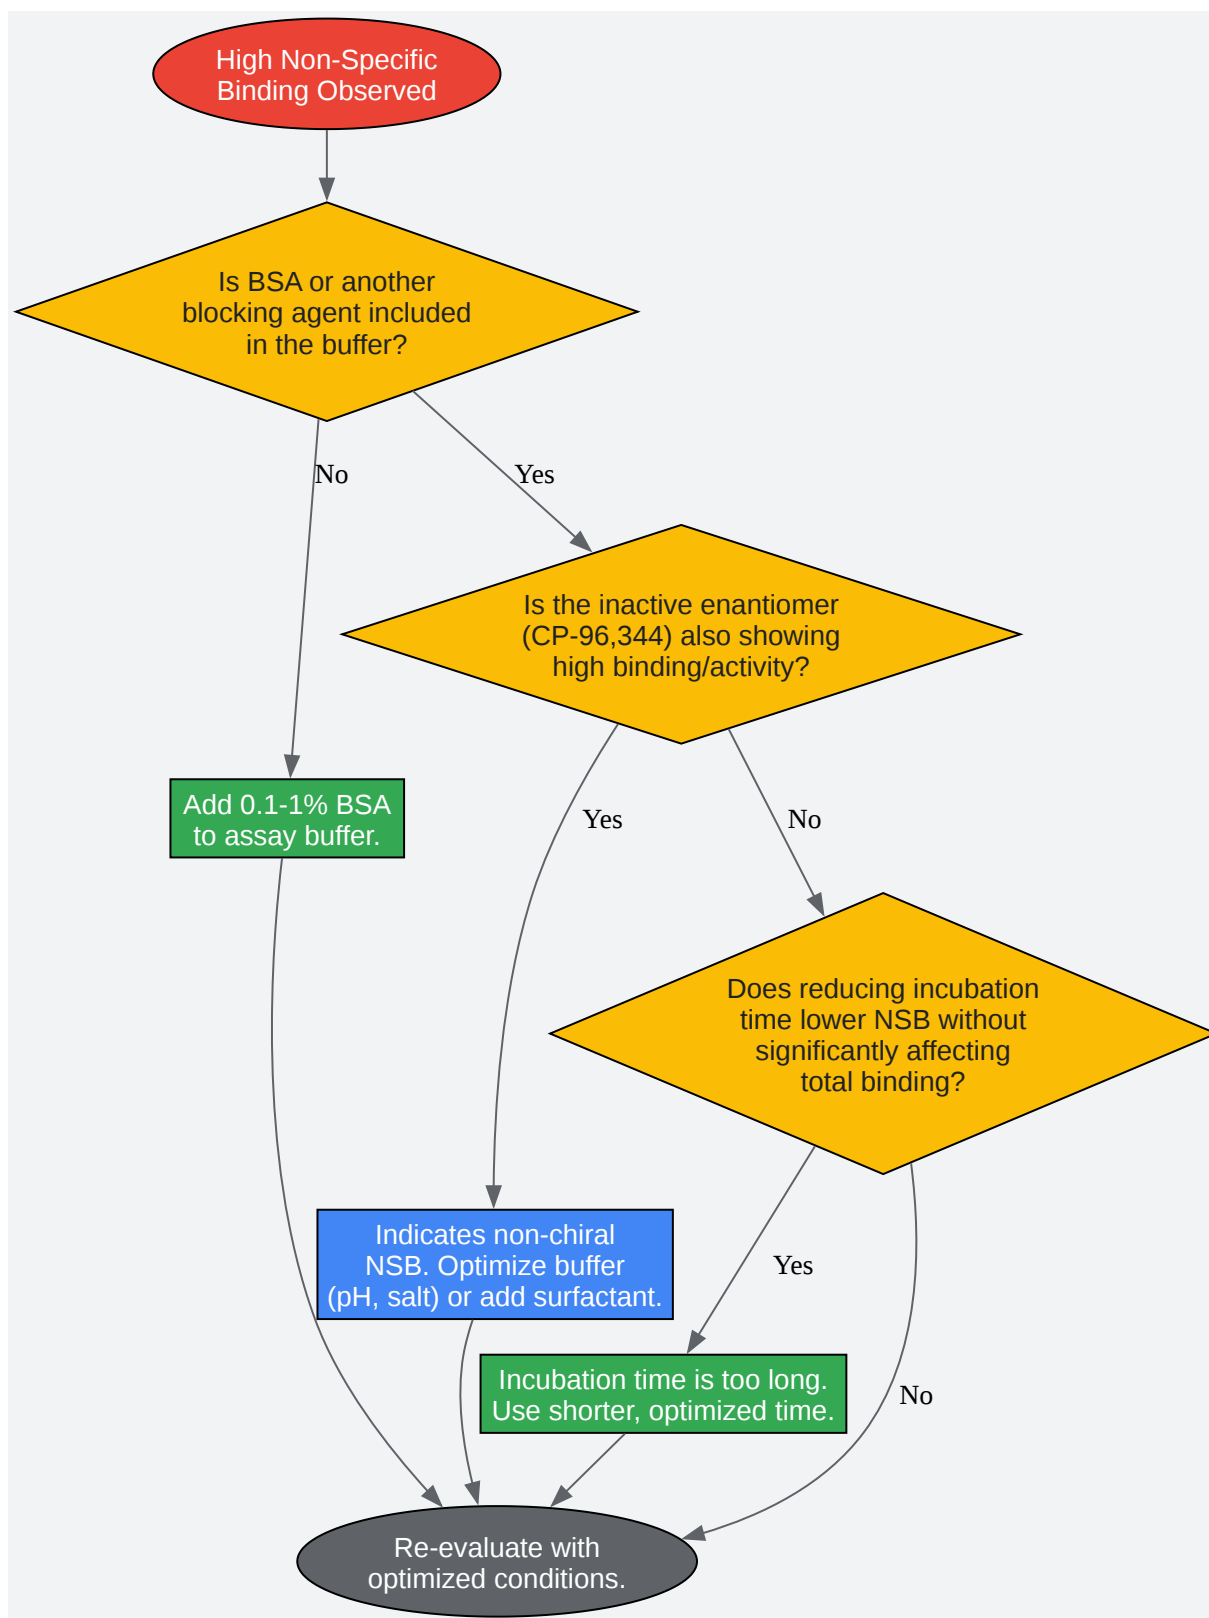 High Non-Specific
Binding Observed
Is BSA or another
blocking agent included
in the buffer?
No
Yes
Is the inactive enantiomer
(CP-96,344) also showing
high binding/activity?
Add 0.1-1% BSA
to assay buffer.
Yes
No
Does reducing incubation
time lower NSB without
significantly affecting
total binding?
Indicates non-chiral
NSB. Optimize buffer
(pH, salt) or add surfactant.
Yes
Incubation time is too long.
Use shorter, optimized time.
No
Re-evaluate with
optimized conditions.